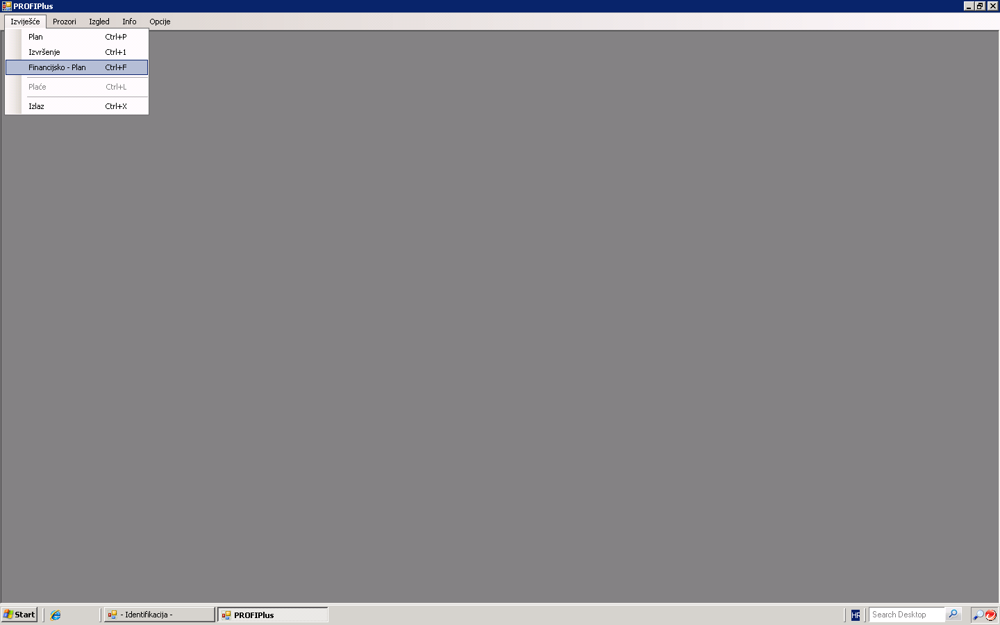 PROFIPlus
Izviješće Prozori Izgled Info Opcije
Plan Ctrl+P
Izvršenje Ctrl+1
Financijsko - Plan Ctrl+F
Plaće Ctrl+L
Izlaz Ctrl+X
Start - Identifikacija - PROFIPlus HR Search Desktop